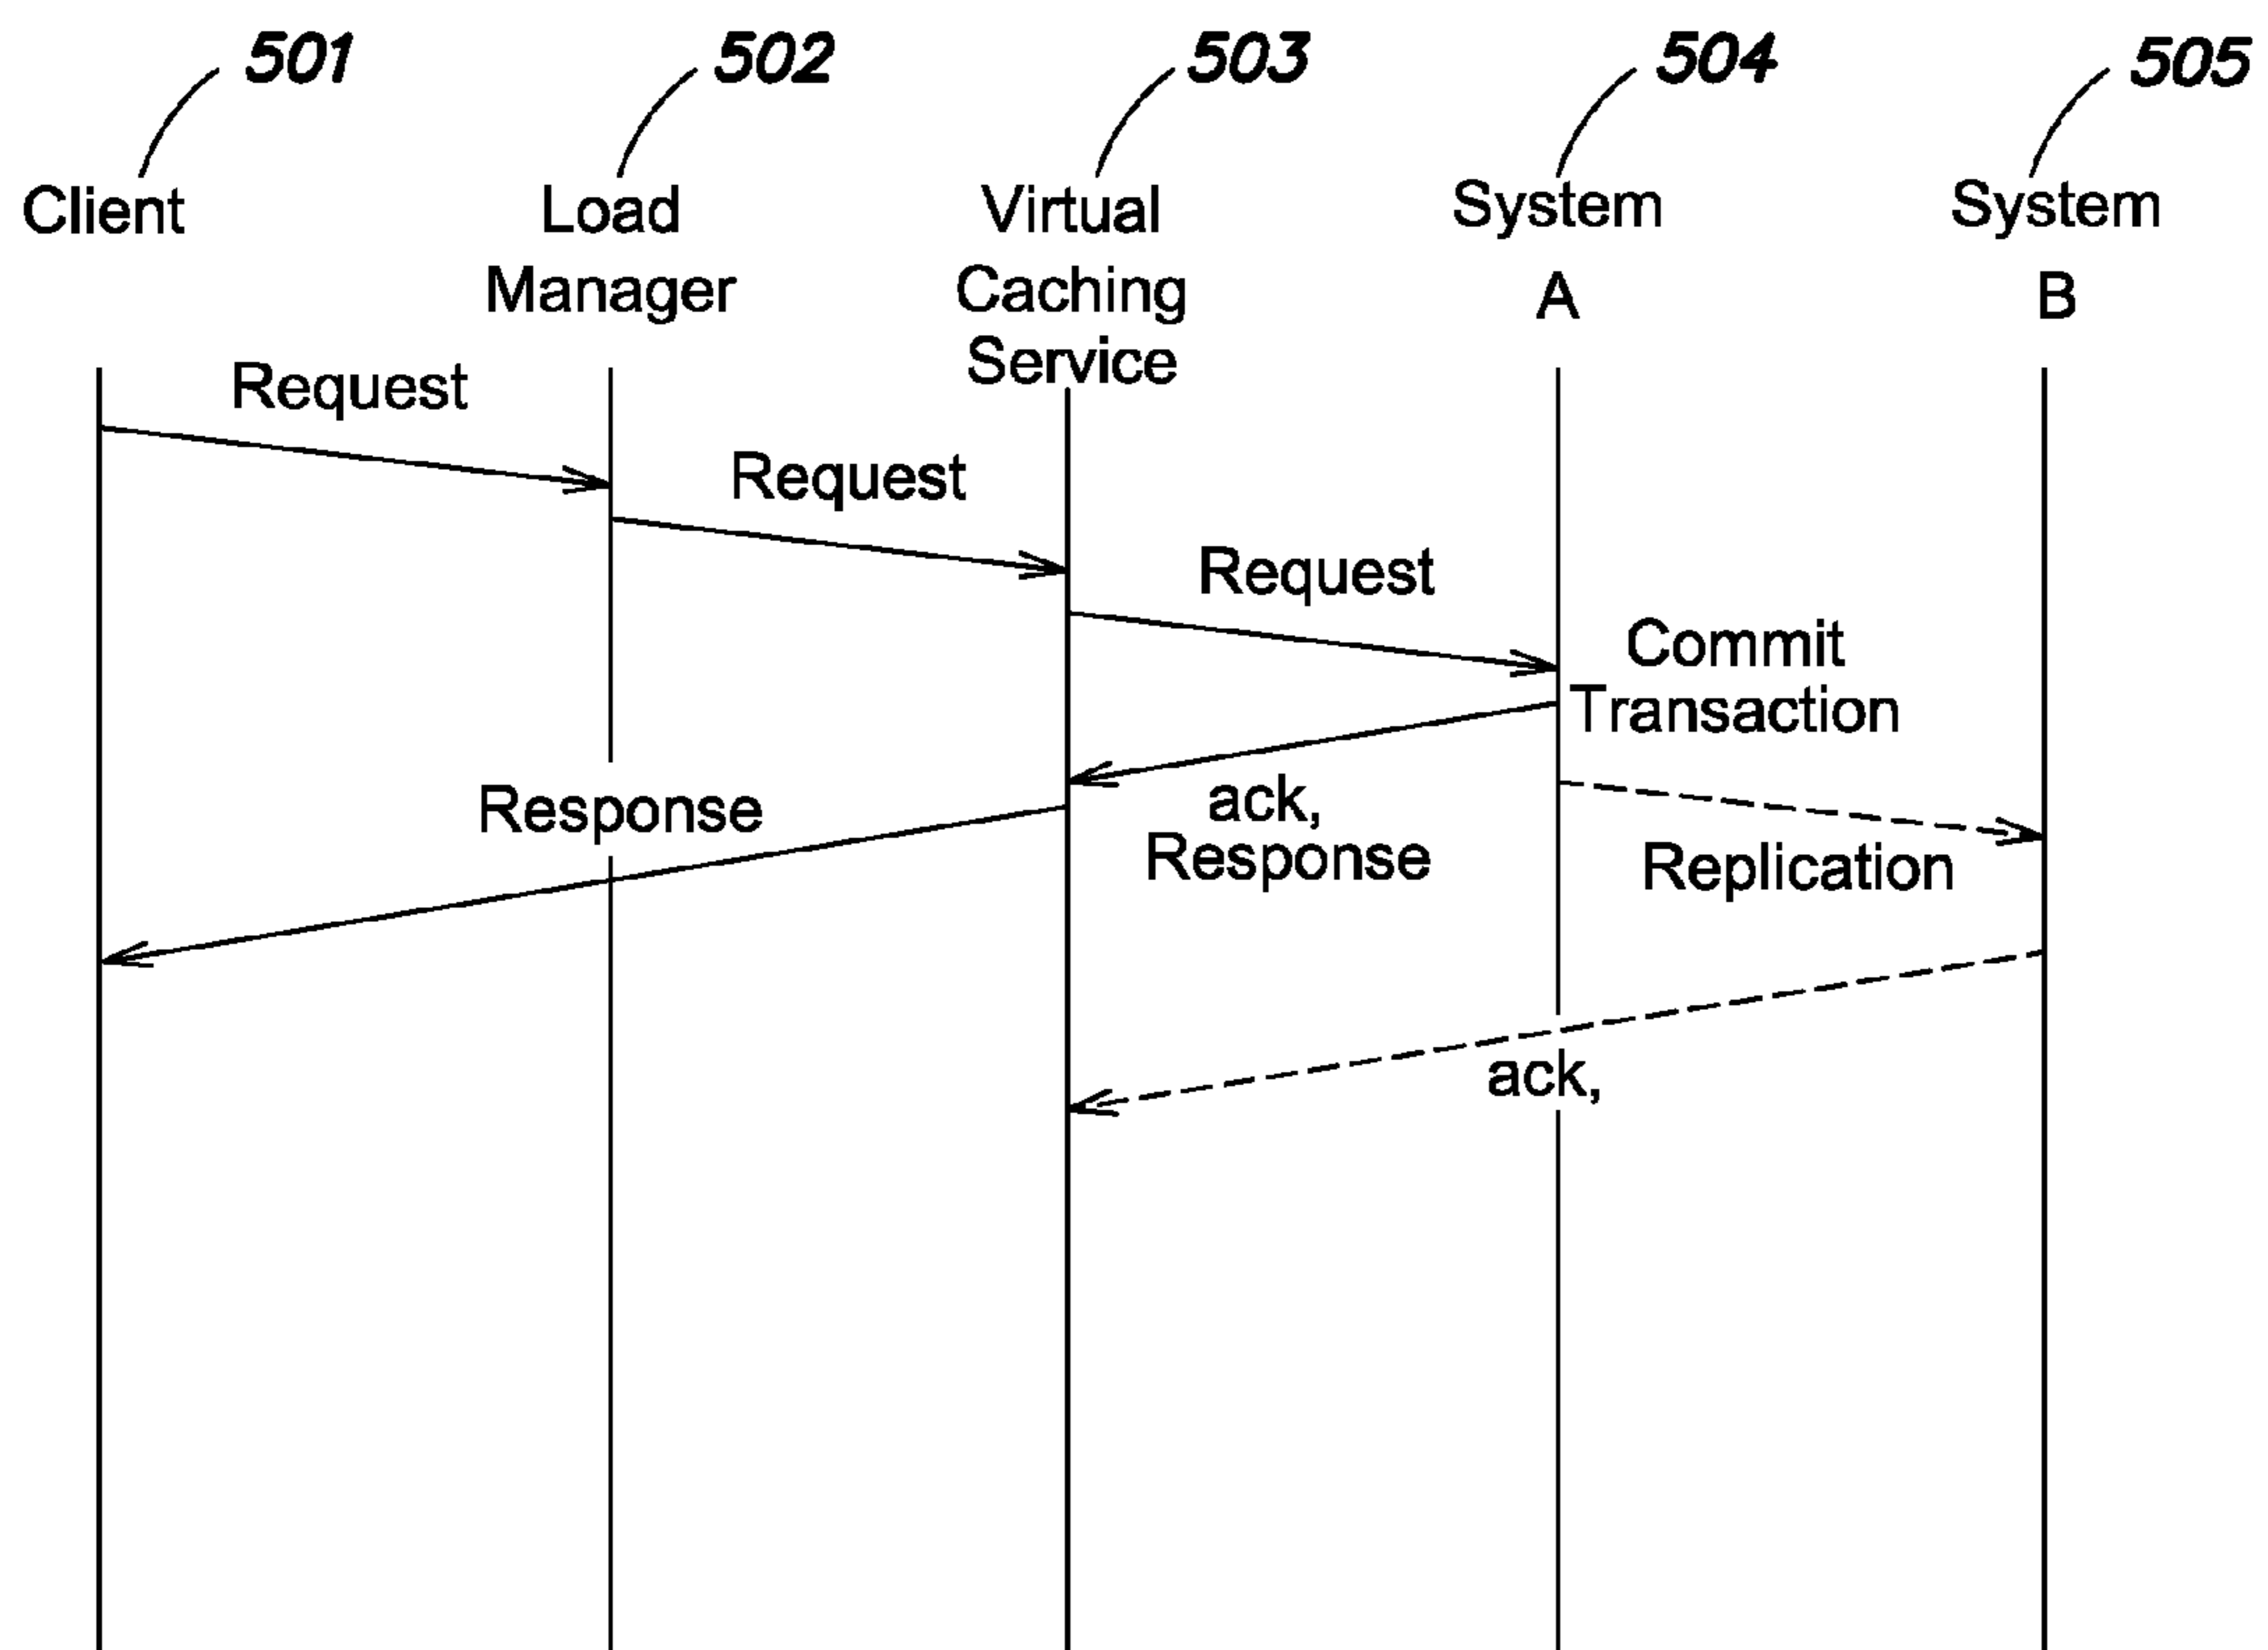 501
502
503
504
505
Client
Load
Manager
Virtual
Caching
Service
System
A
System
B
Request
Request
Request
Commit
Transaction
ack,
Response
Response
Replication
ack,